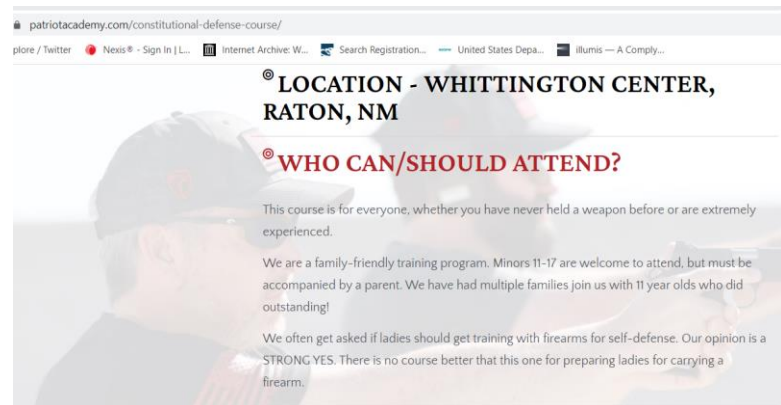 patriotacademy.com/constitutional-defense-course/
plore / Twitter Nexis® - Sign In | L... Internet Archive: W... Search Registration... United States Depa... illumis — A Comply...
LOCATION - WHITTINGTON CENTER,
RATON, NM
WHO CAN/SHOULD ATTEND?
This course is for everyone, whether you have never held a weapon before or are extremely
experienced.
We are a family-friendly training program. Minors 11-17 are welcome to attend, but must be
accompanied by a parent. We have had multiple families join us with 11 year olds who did
outstanding!
We often get asked if ladies should get training with firearms for self-defense. Our opinion is a
STRONG YES. There is no course better that this one for preparing ladies for carrying a
firearm.